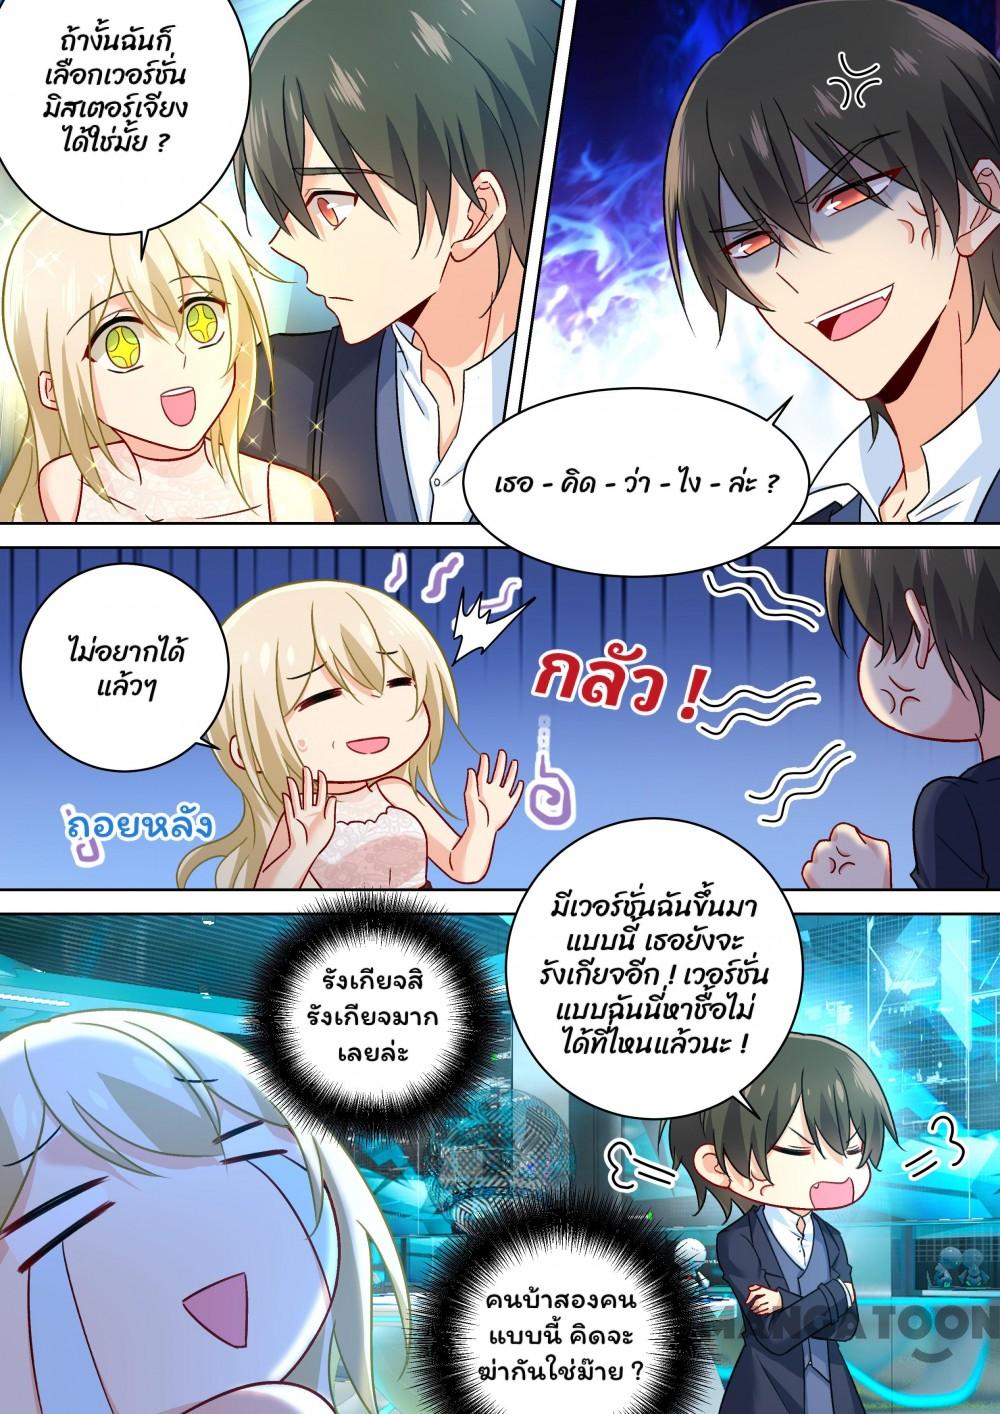 ถ้างั้นฉันก็
เลือกเวอร์ชั่น
มิสเตอร์เจียง
ได้ใช่มั้ย ?
เธอ - คิด - ว่า - ไง - ล่ะ ?
ไม่อยากได้
แล้วๆ
กลัว !
ถอยหลัง
มีเวอร์ชั่นฉันขึ้นมา
แบบนี้ เธอยังจะ
รังเกียจอีก ! เวอร์ชั่น
แบบฉันนี่หาซื้อไม่
ได้ที่ไหนแล้วนะ !
รังเกียจสิ
รังเกียจมาก
เลยล่ะ
คนบ้าสองคน
แบบนี้ คิดจะ
ฆ่ากันใช่ม๊าย ?
MANGATOON